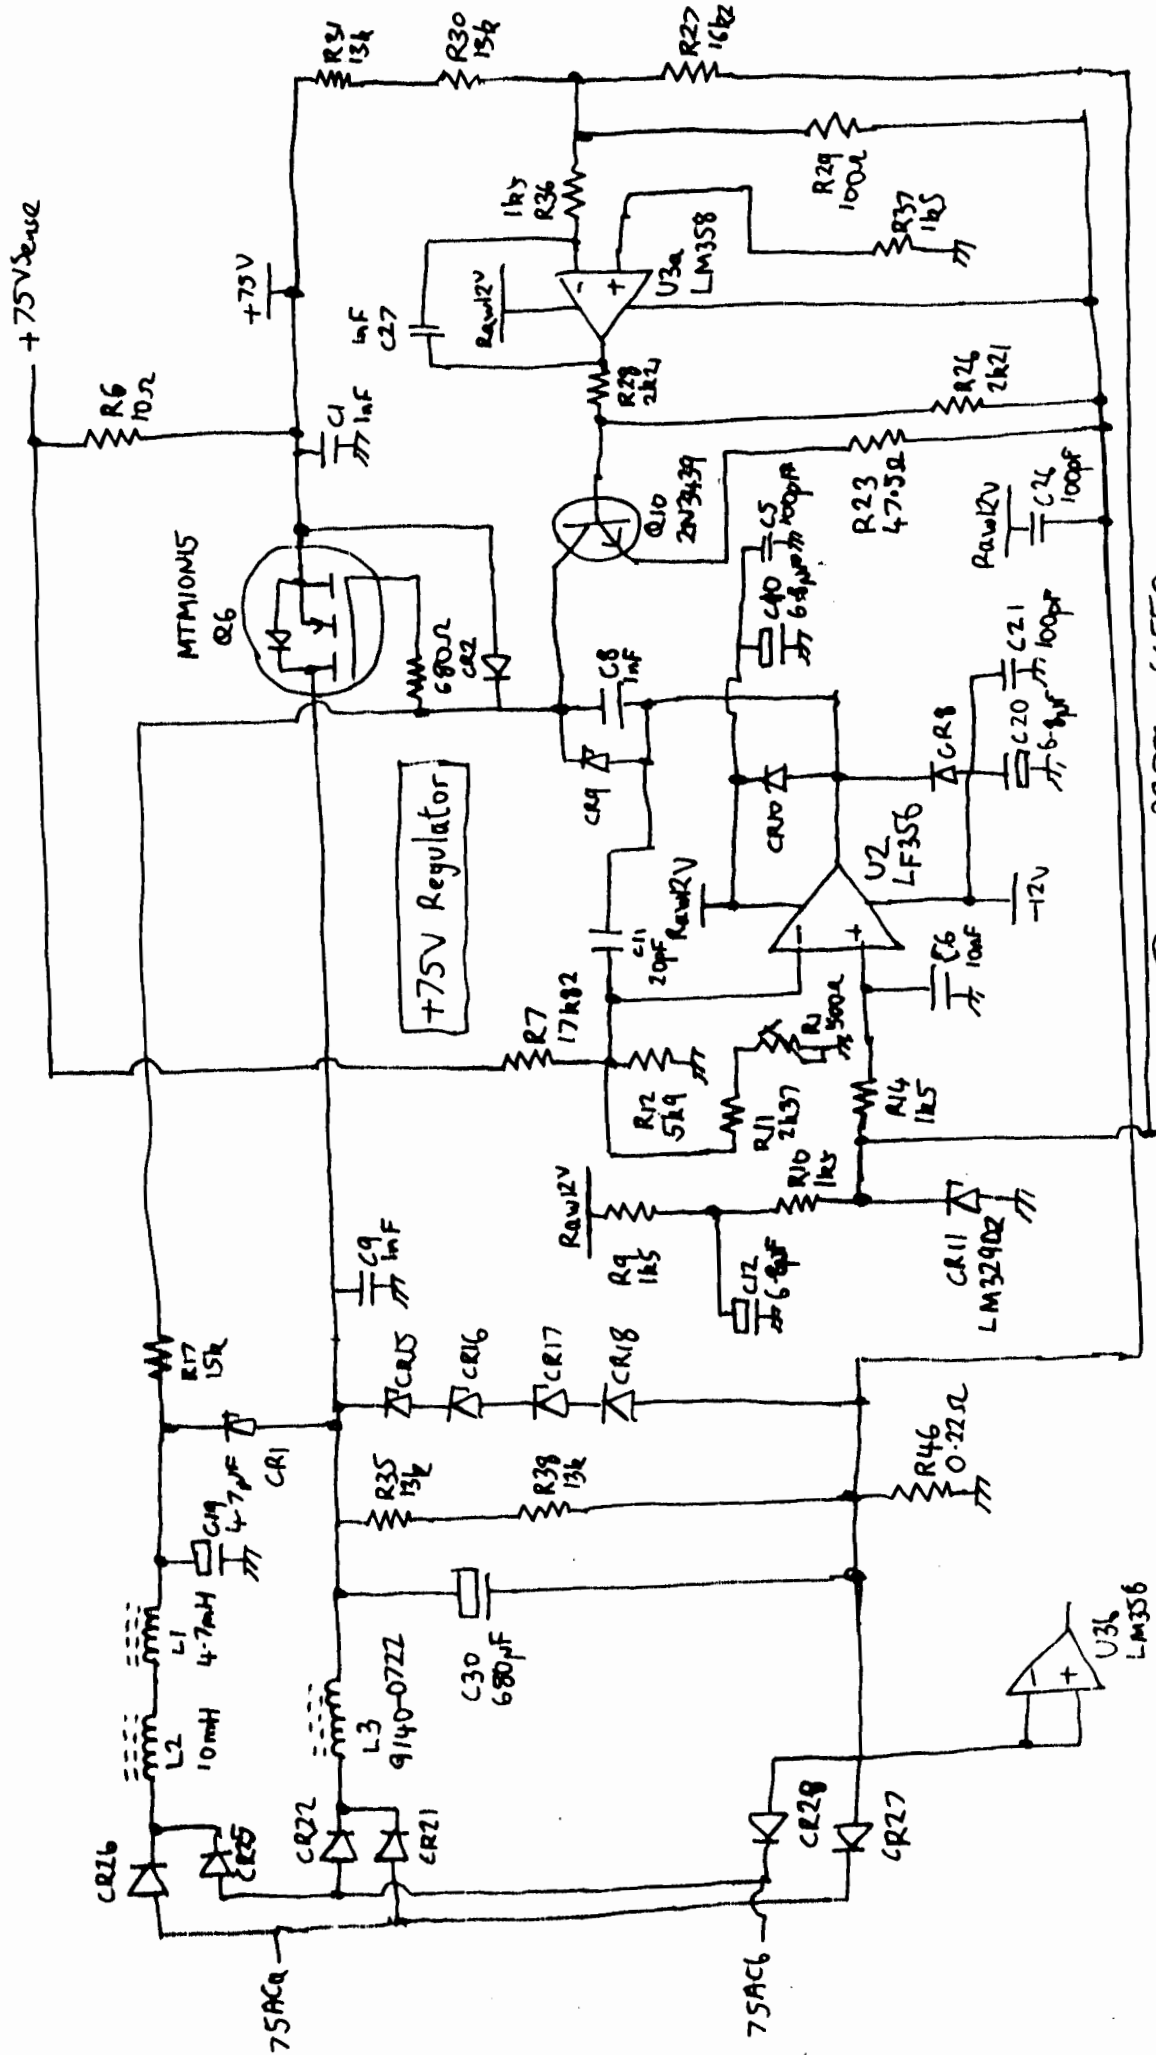 +75VSense
R6
10Ω
+75V
R31
13k
R30
13k
R27
16k2
MTM10N15
Q6
C1
1nF
1nF
C27
1k5
R36
Raw12V
U3a
LM358
R29
100Ω
R37
1k5
R28
2k21
R26
2k21
680Ω
CR2
Q10
2N3439
R23
47.5Ω
+75V Regulator
C8
1nF
CR9
C5
100pF
C40
6.8μF
Raw12V
C26
100pF
CR10
CR8
C21
100pF
C20
6.8μF
C11
20pF
Raw12V
U2
LF356
-12V
R7
17k82
R12
5k9
R11
2k37
R1
500Ω
C6
10nF
R14
1k5
Raw12V
R9
1k5
R10
1k5
C12
6.8μF
CR11
LM329DZ
R17
15k
C9
1nF
CR1
C19
4.7μF
CR15
CR16
CR17
CR18
R35
13k
R38
13k
R46
0.22Ω
L1
4.7mH
L2
10mH
L3
9140-0722
C30
680μF
CR26
CR25
CR22
CR21
CR28
CR27
U3b
LM358
75ACa
75ACb